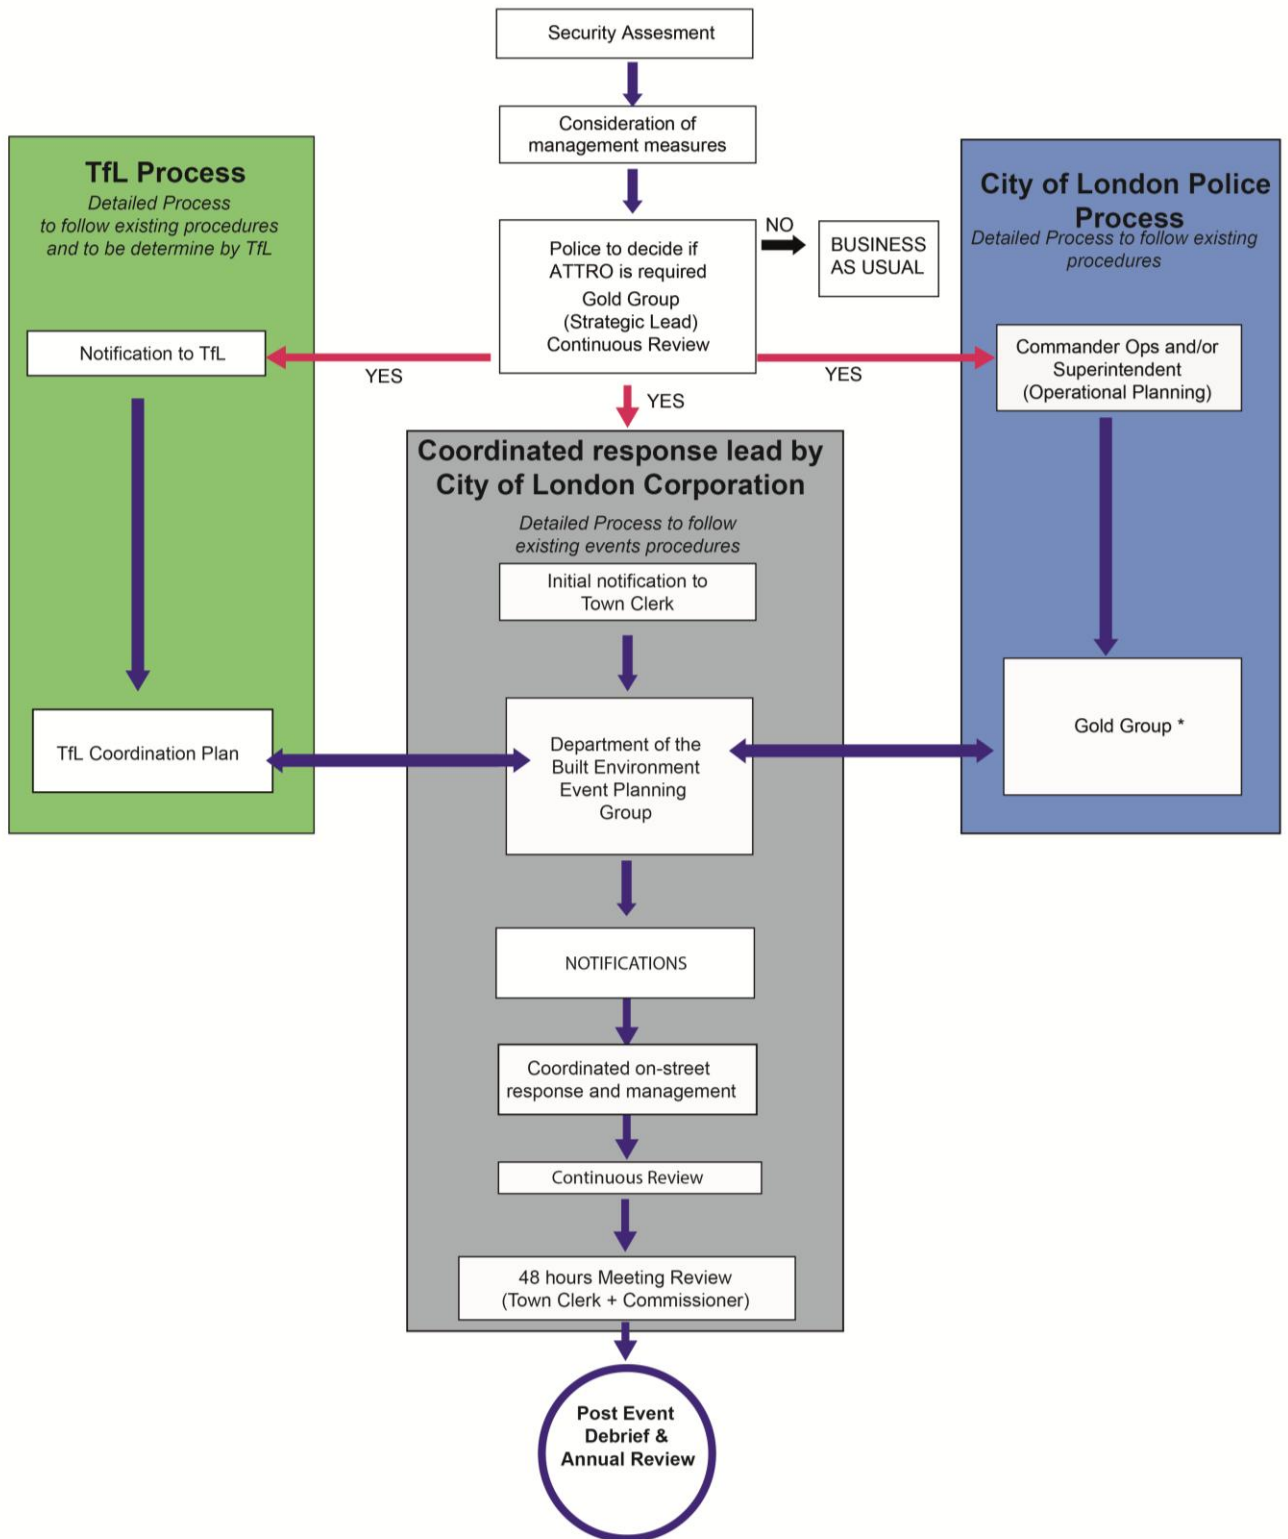 Security Assesment
Consideration of
management measures
TfL Process
Detailed Process
to follow existing procedures
and to be determine by TfL
City of London Police
Process
Detailed Process to follow existing
procedures
Police to decide if
ATTRO is required
Gold Group
(Strategic Lead)
Continuous Review
NO
BUSINESS
AS USUAL
Notification to TfL
YES
YES
Commander Ops and/or
Superintendent
(Operational Planning)
YES
Coordinated response lead by
City of London Corporation
Detailed Process to follow
existing events procedures
Initial notification to
Town Clerk
TfL Coordination Plan
Department of the
Built Environment
Event Planning
Group
Gold Group *
NOTIFICATIONS
Coordinated on-street
response and management
Continuous Review
48 hours Meeting Review
(Town Clerk + Commissioner)
Post Event
Debrief &
Annual Review